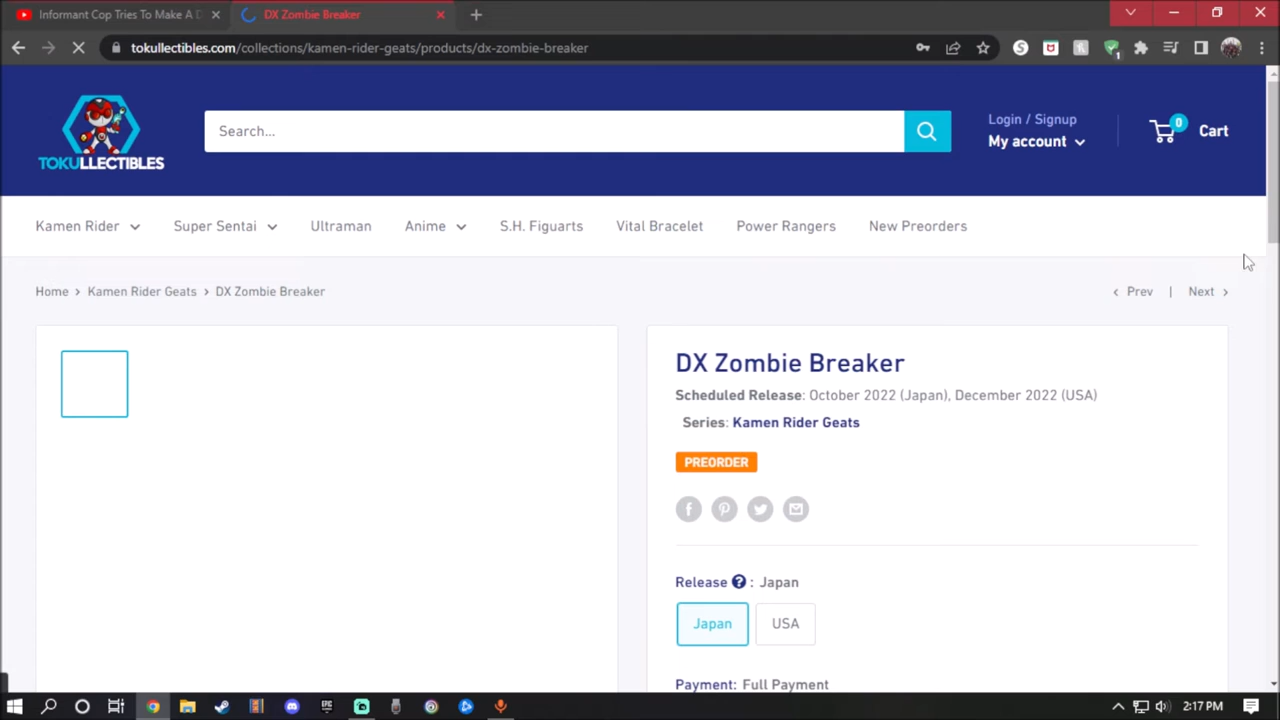 Informant Cop Tries To Make A D
DX Zombie Breaker
tokullectibles.com/collections/kamen-rider-geats/products/dx-zombie-breaker
1
TOKULLECTIBLES
Search...
Login / Signup
My account
0
Cart
Kamen Rider
Super Sentai
Ultraman
Anime
S.H. Figuarts
Vital Bracelet
Power Rangers
New Preorders
Home > Kamen Rider Geats > DX Zombie Breaker
< Prev | Next >
DX Zombie Breaker
Scheduled Release: October 2022 (Japan), December 2022 (USA)
Series: Kamen Rider Geats
PREORDER
Release ? : Japan
Japan
USA
Payment: Full Payment
2:17 PM